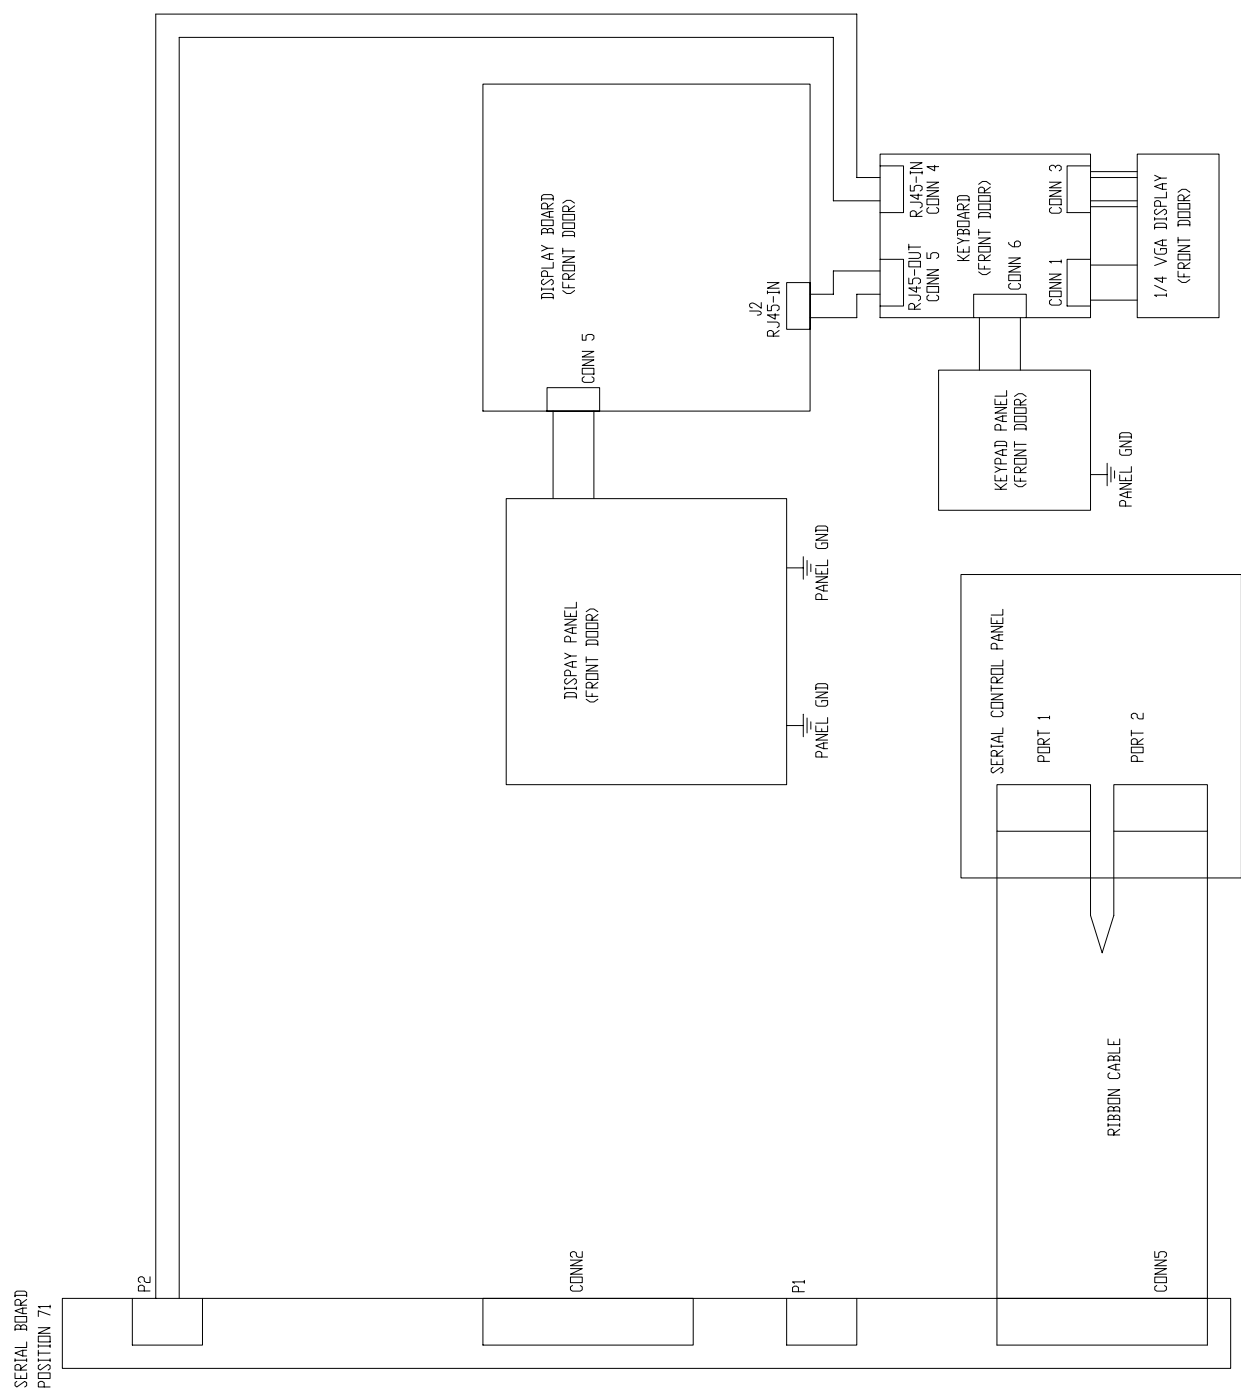 SERIAL BOARD
POSITION 71
P2
CONN2
P1
CONN5
RIBBON CABLE
SERIAL CONTROL PANEL
PORT 1
PORT 2
DISPAY PANEL
(FRONT DOOR)
PANEL GND
PANEL GND
DISPLAY BOARD
(FRONT DOOR)
CONN 5
J2
RJ45-IN
KEYPAD PANEL
(FRONT DOOR)
PANEL GND
RJ45-OUT
CONN 5
RJ45-IN
CONN 4
KEYBOARD
(FRONT DOOR)
CONN 6
CONN 1
CONN 3
1/4 VGA DISPLAY
(FRONT DOOR)